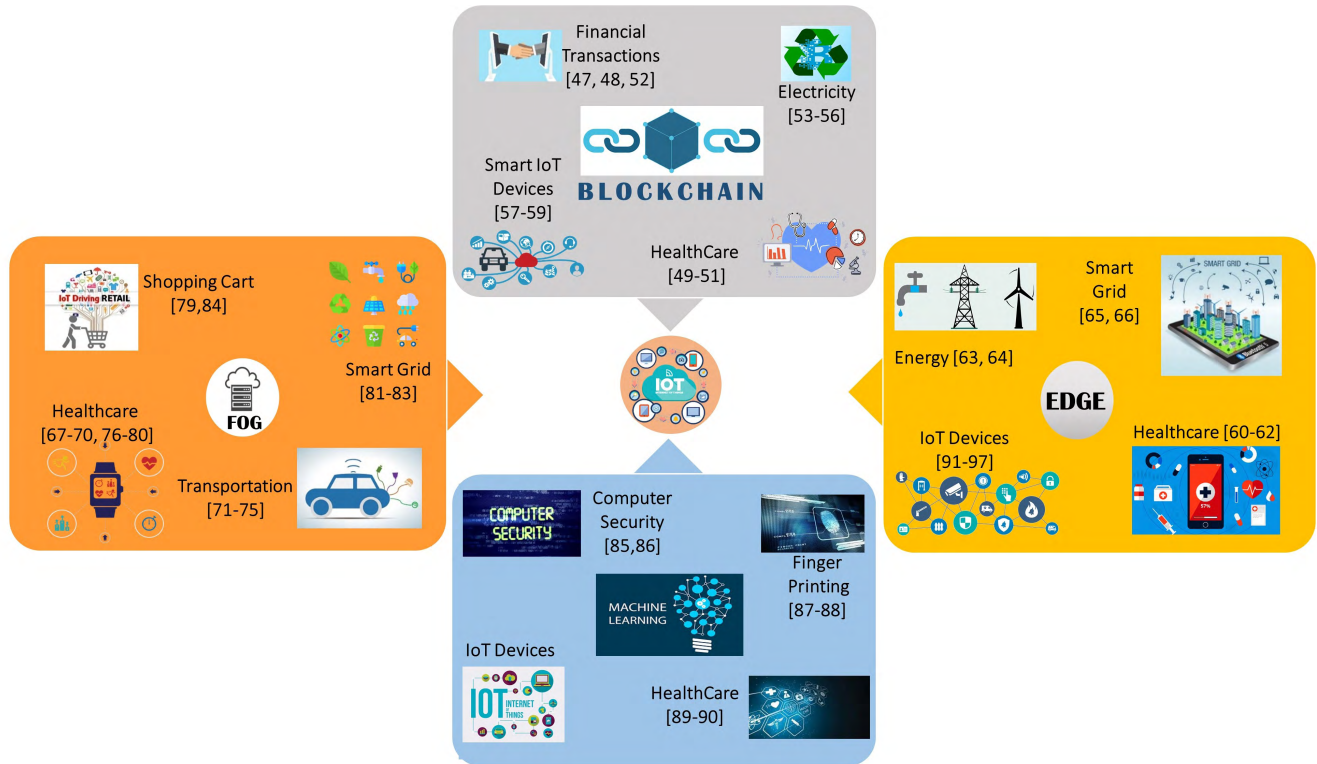 Financial
Transactions
[47, 48, 52]
Electricity
[53-56]
BLOCKCHAIN
Smart IoT
Devices
[57-59]
HealthCare
[49-51]
IoT Driving RETAIL
Shopping Cart
[79,84]
Smart Grid
[81-83]
FOG
Healthcare
[67-70, 76-80]
Transportation
[71-75]
IOT
Energy [63, 64]
Smart
Grid
[65, 66]
SMART GRID
EDGE
IoT Devices
[91-97]
Healthcare [60-62]
57%
COMPUTER
SECURITY
Computer
Security
[85,86]
Finger
Printing
[87-88]
MACHINE
LEARNING
IoT Devices
IOT
INTERNET
OF
THINGS
HealthCare
[89-90]